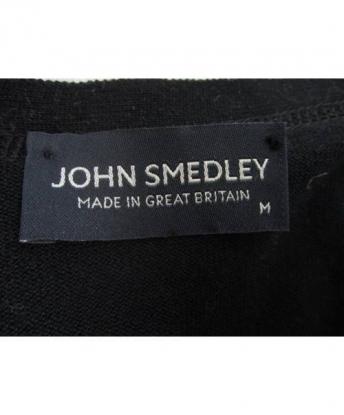 JOHN SMEDLEY
MADE IN GREAT BRITAIN M